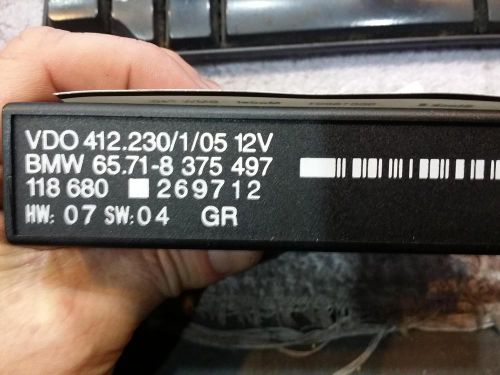 VDO 412.230/1/05 12V
BMW 65.71-8 375 497
118 680 269712
HW: 07 SW: 04 GR